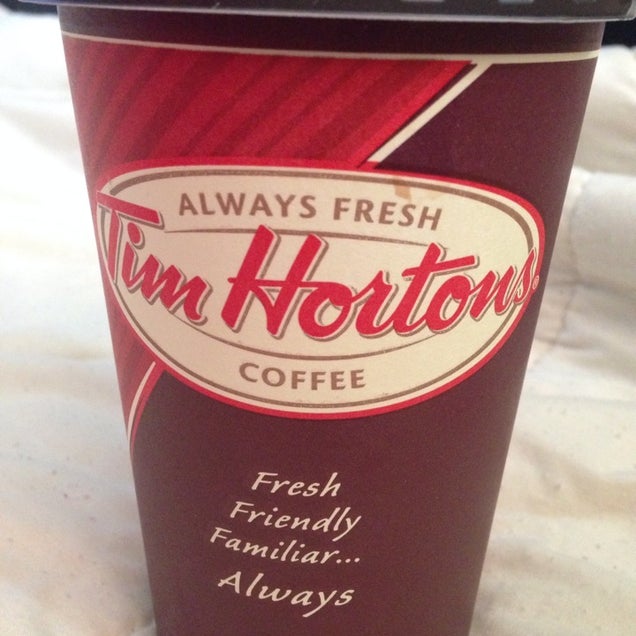 ALWAYS FRESH
Tim Hortons.
COFFEE
Fresh
Friendly
Familiar...
Always